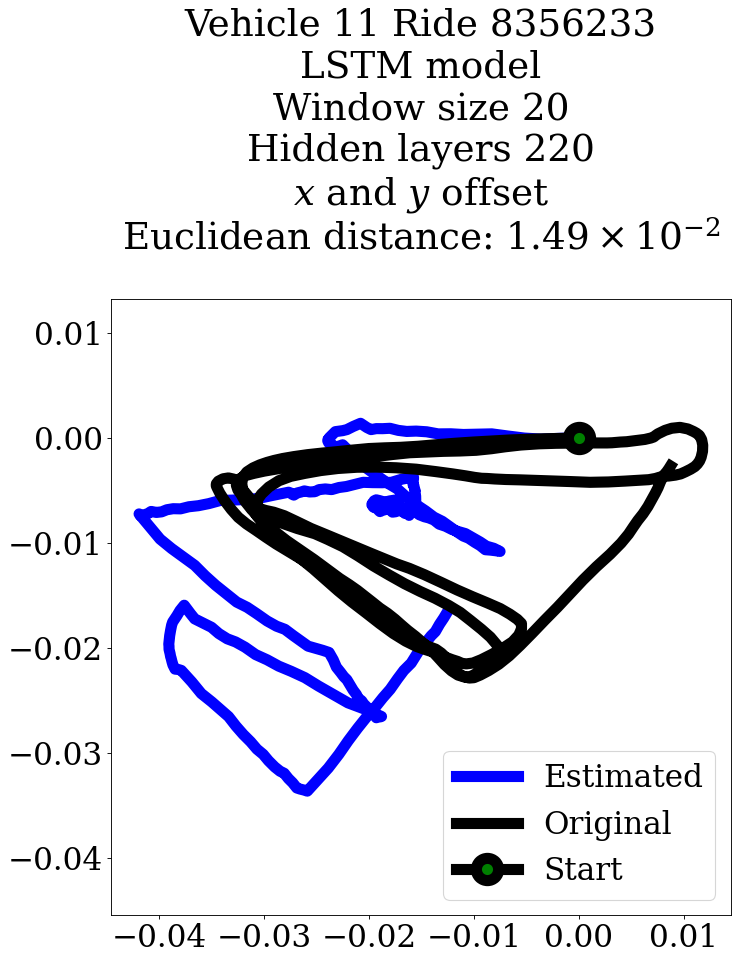 Vehicle 11 Ride 8356233
LSTM model
Window size 20
Hidden layers 220
x and y offset
Euclidean distance: 1.49 × 10⁻²
0.01
0.00
−0.01
−0.02
−0.03
−0.04
Estimated
Original
Start
−0.04 −0.03 −0.02 −0.01 0.00 0.01